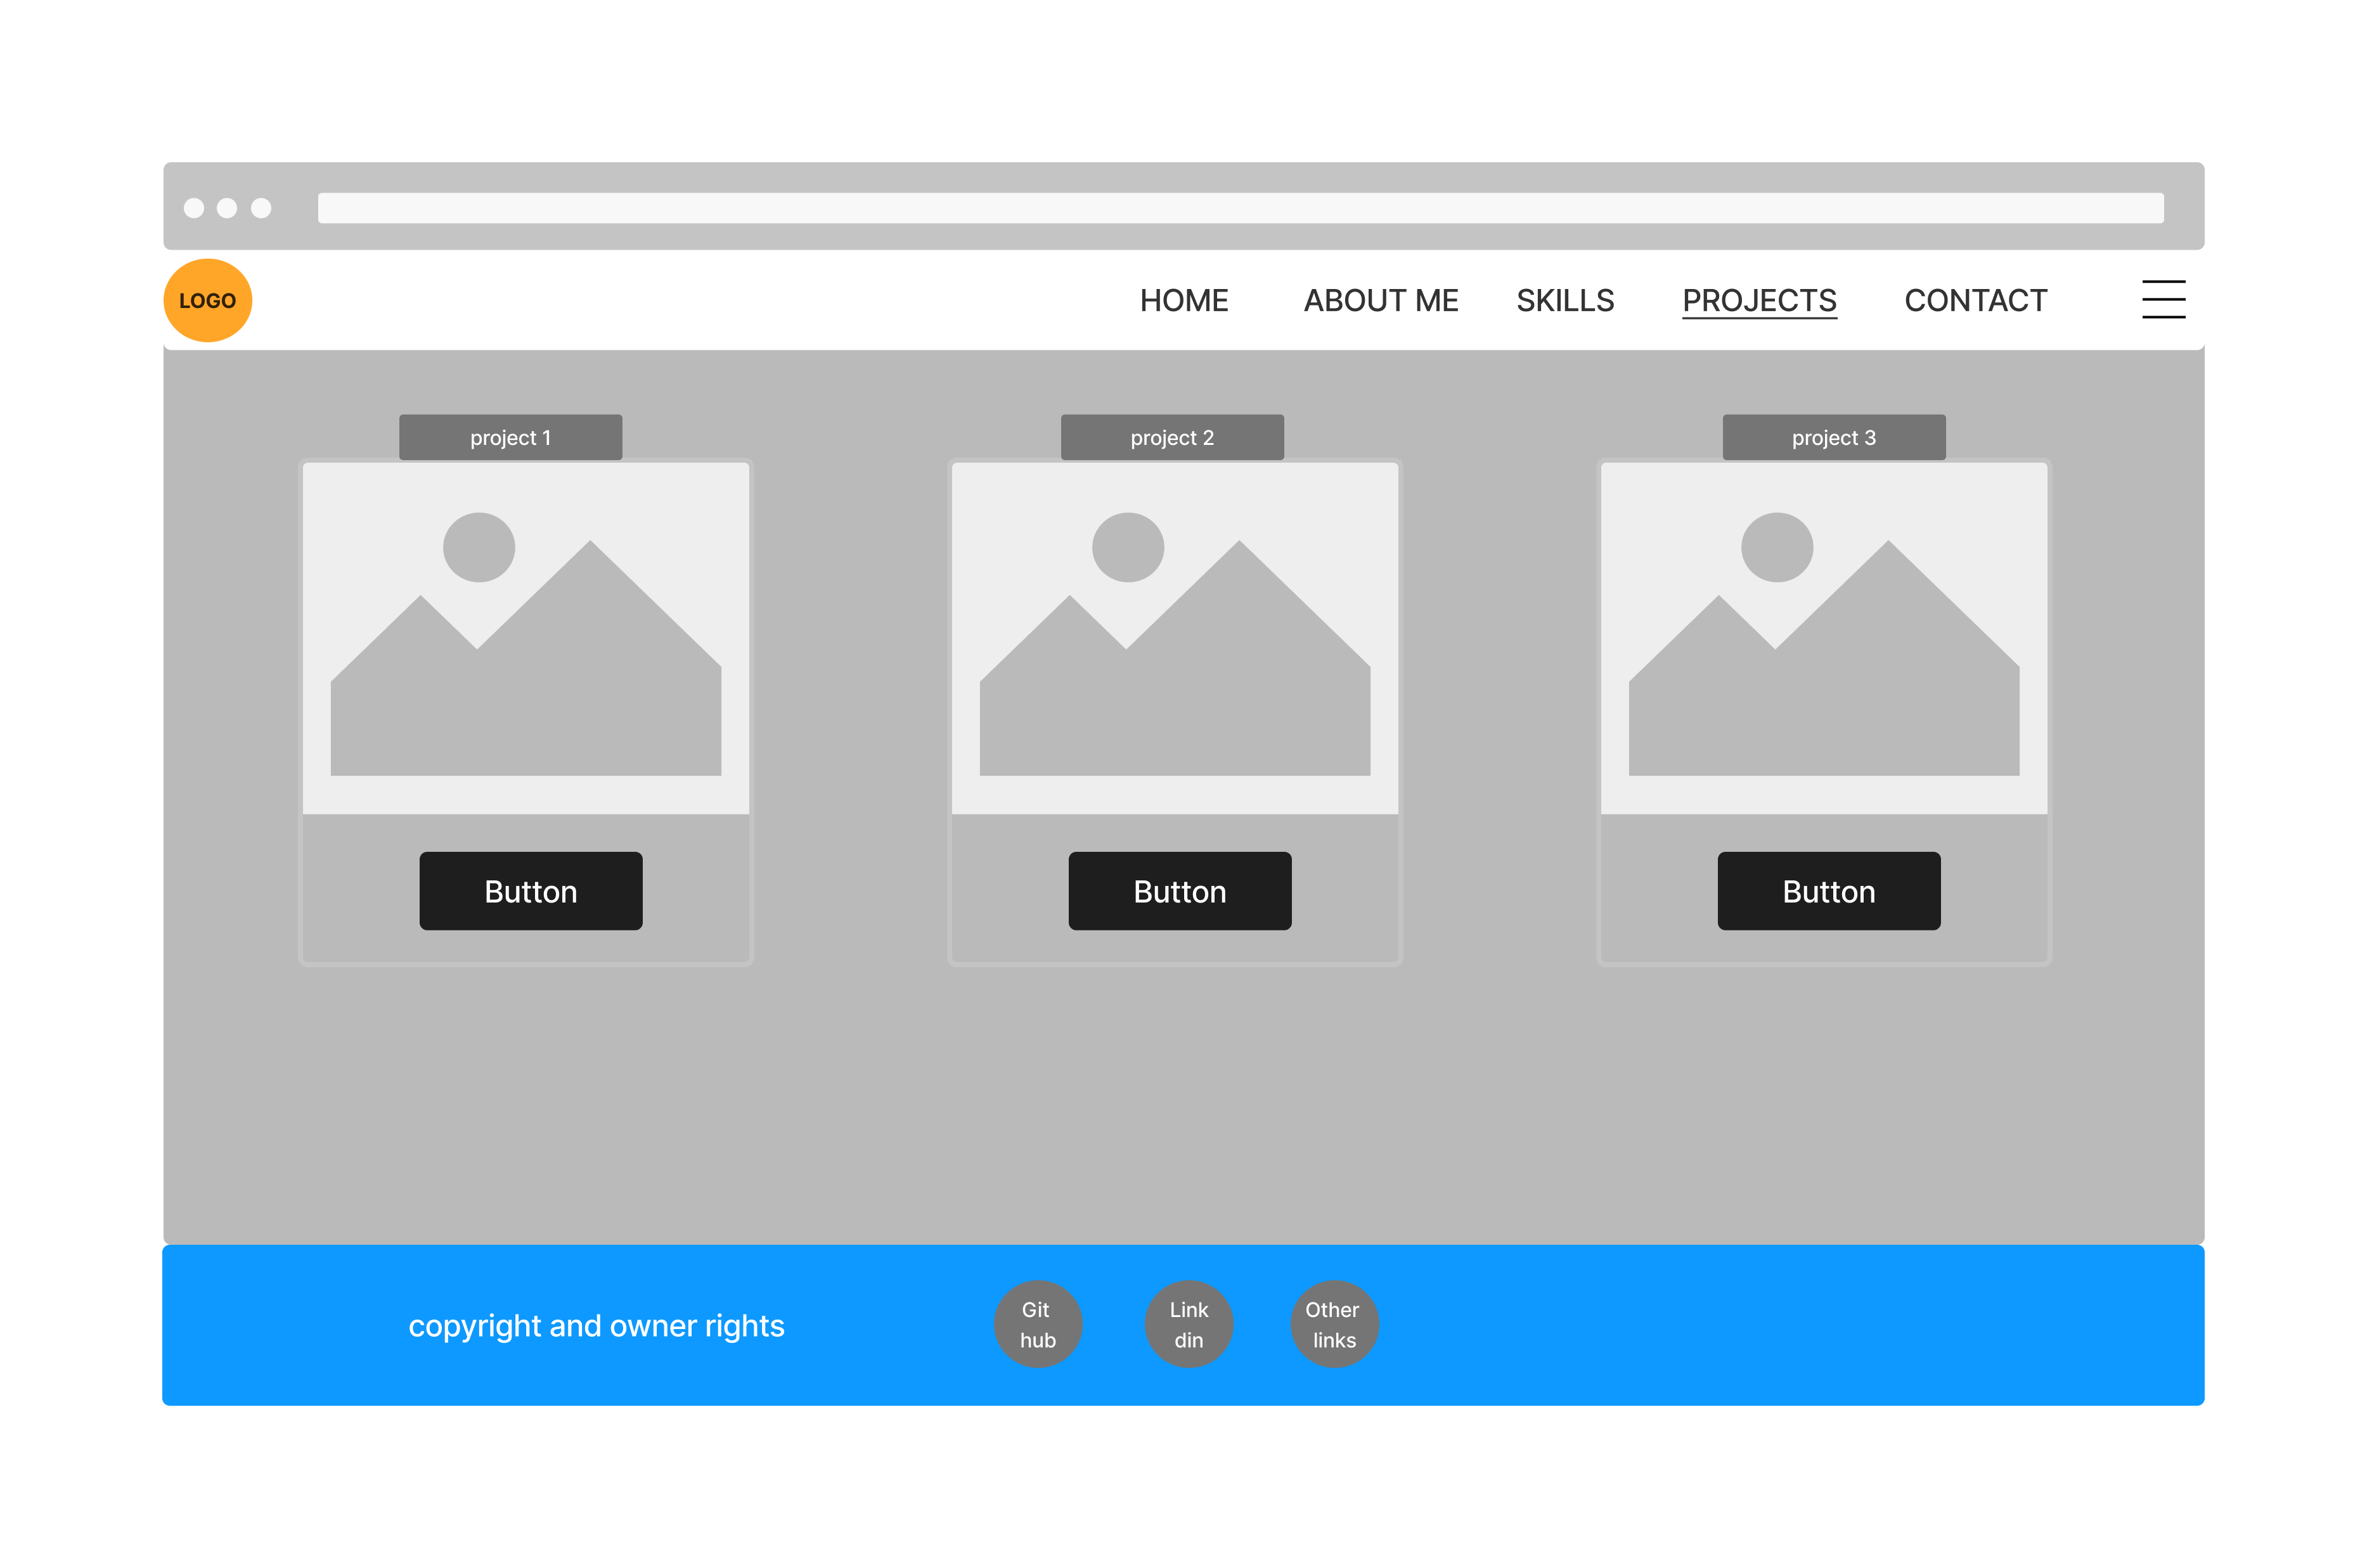 LOGO
HOME ABOUT ME SKILLS PROJECTS CONTACT
project 1 project 2 project 3
Button Button Button
copyright and owner rights
Git
hub
Link
din
Other
links